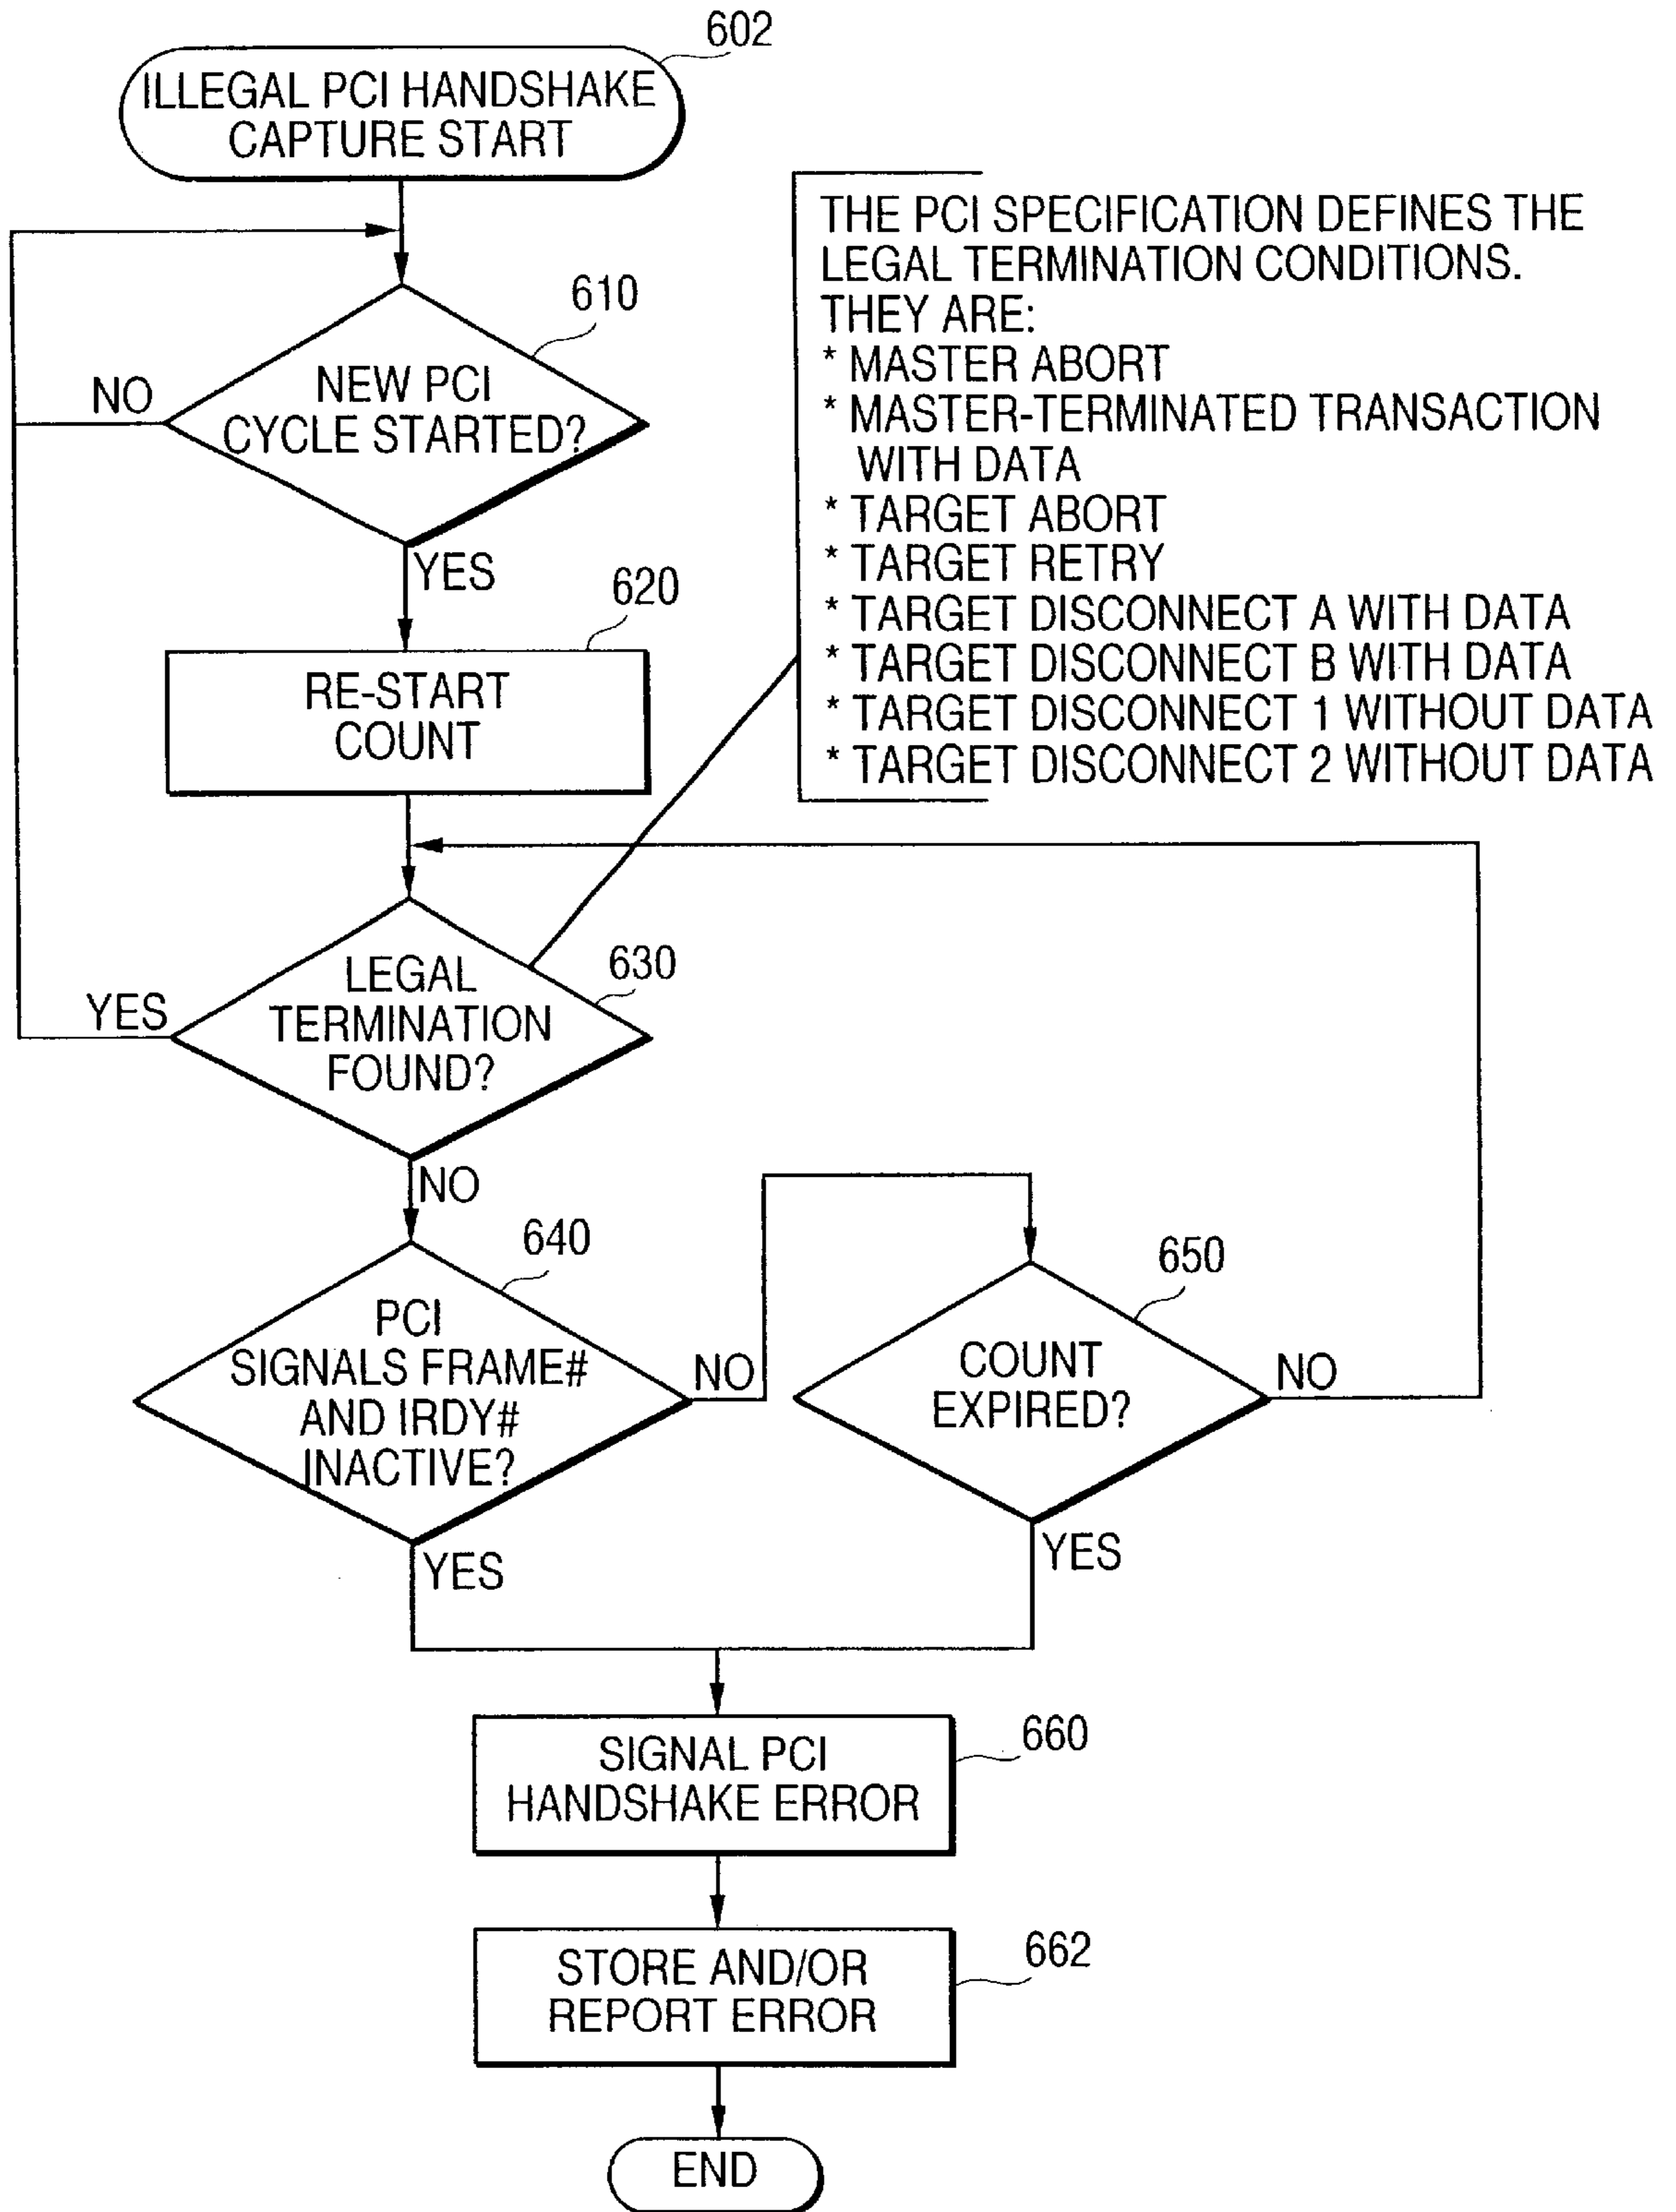 602
ILLEGAL PCI HANDSHAKE
CAPTURE START
THE PCI SPECIFICATION DEFINES THE
LEGAL TERMINATION CONDITIONS.
THEY ARE:
* MASTER ABORT
* MASTER-TERMINATED TRANSACTION
WITH DATA
* TARGET ABORT
* TARGET RETRY
* TARGET DISCONNECT A WITH DATA
* TARGET DISCONNECT B WITH DATA
* TARGET DISCONNECT 1 WITHOUT DATA
* TARGET DISCONNECT 2 WITHOUT DATA
610
NO
NEW PCI
CYCLE STARTED?
YES
620
RE-START
COUNT
630
YES
LEGAL
TERMINATION
FOUND?
NO
640
PCI
SIGNALS FRAME#
AND IRDY#
INACTIVE?
NO
YES
650
COUNT
EXPIRED?
NO
YES
660
SIGNAL PCI
HANDSHAKE ERROR
662
STORE AND/OR
REPORT ERROR
END